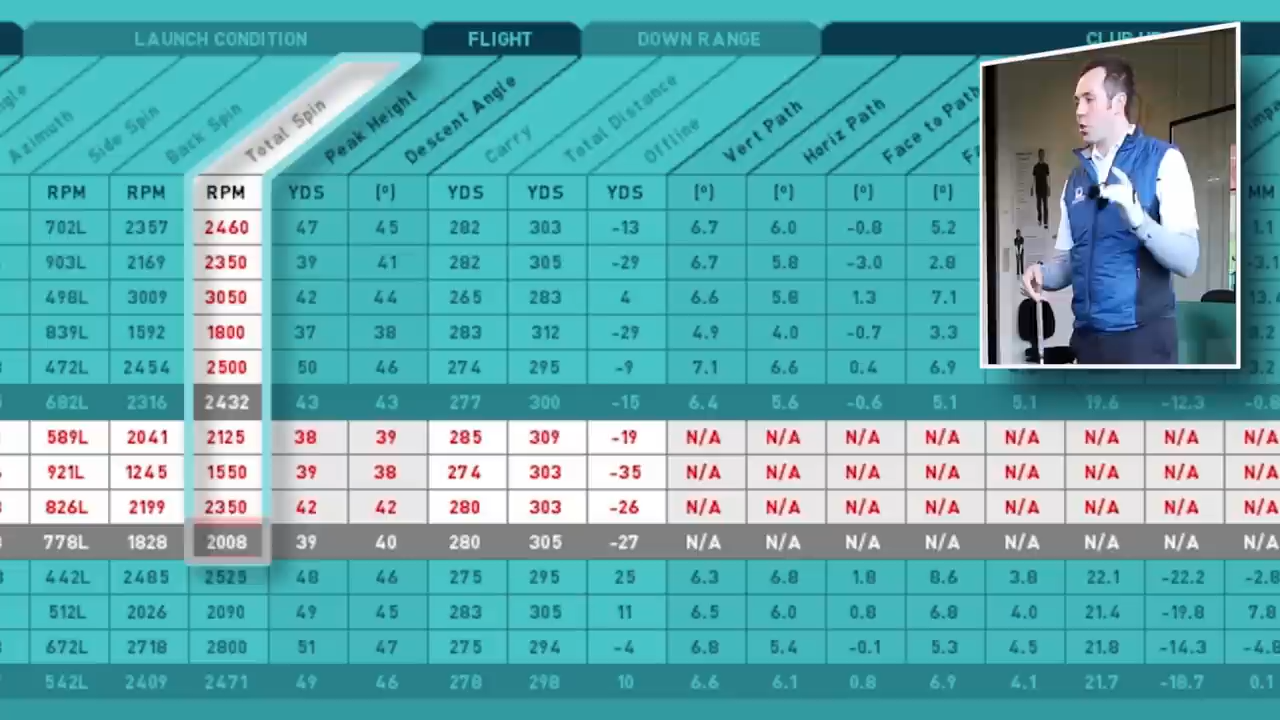 LAUNCH CONDITION FLIGHT DOWN RANGE
Azimuth Side Spin Back Spin Total Spin Peak Height Descent Angle Carry Total Distance Offline Vert Path Horiz Path Face to Path
RPM RPM RPM YDS (º) YDS YDS YDS (º) (º) (º) (º) MM
702L 2357 2460 47 45 282 303 -13 6.7 6.0 -0.8 5.2 1.1
903L 2169 2350 39 41 282 305 -29 6.7 5.8 -3.0 2.8 -3.1
498L 3009 3050 42 44 265 283 4 6.6 5.8 1.3 7.1
839L 1592 1800 37 38 283 312 -29 4.9 4.0 -0.7 3.3
472L 2454 2500 50 46 274 295 -9 7.1 6.6 0.4 6.9
682L 2316 2432 43 43 277 300 -15 6.4 5.6 -0.6 5.1 5.1 19.6 -12.3 -0.8
589L 2041 2125 38 39 285 309 -19 N/A N/A N/A N/A N/A N/A N/A N/A
921L 1245 1550 39 38 274 303 -35 N/A N/A N/A N/A N/A N/A N/A N/A
826L 2199 2350 42 42 280 303 -26 N/A N/A N/A N/A N/A N/A N/A N/A
778L 1828 2008 39 40 280 305 -27 N/A N/A N/A N/A N/A N/A N/A N/A
442L 2485 2525 48 46 275 295 25 6.3 6.8 1.8 8.6 3.8 22.1 -22.2 -2.8
512L 2026 2090 49 45 283 305 11 6.5 6.0 0.8 6.8 4.0 21.4 -19.8 7.8
672L 2718 2800 51 47 275 294 -4 6.8 5.4 -0.1 5.3 4.5 21.8 -14.3 -4.8
542L 2409 2471 49 46 278 298 10 6.6 6.1 0.8 6.9 4.1 21.7 -18.7 0.1